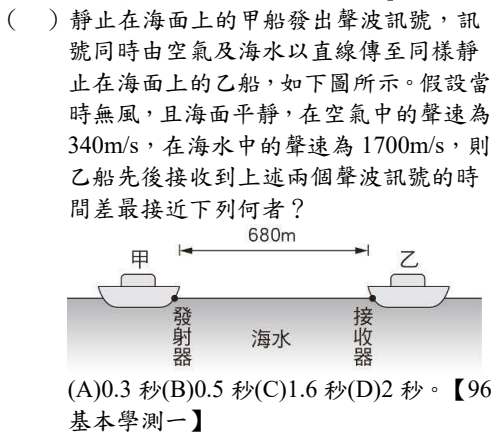 (　) 靜止在海面上的甲船發出聲波訊號，訊
號同時由空氣及海水以直線傳至同樣靜
止在海面上的乙船，如下圖所示。假設當
時無風，且海面平靜，在空氣中的聲速為
340m/s，在海水中的聲速為 1700m/s，則
乙船先後接收到上述兩個聲波訊號的時
間差最接近下列何者？
680m
甲
乙
發射器
海水
接收器
(A)0.3 秒(B)0.5 秒(C)1.6 秒(D)2 秒。【96
基本學測一】